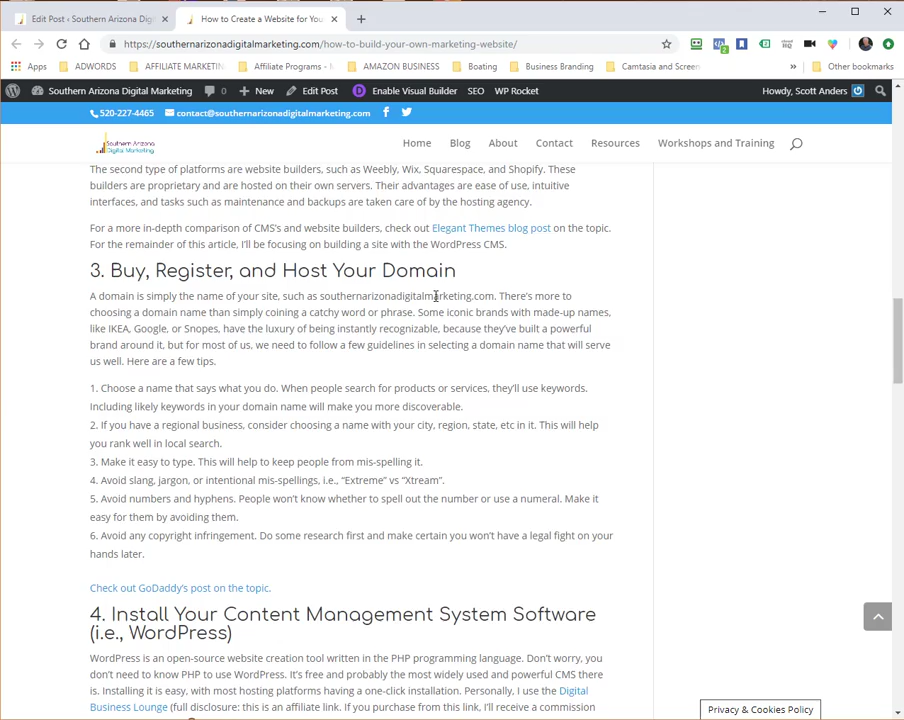 Edit Post ‹ Southern Arizona Dig
How to Create a Website for You
https://southernarizonadigitalmarketing.com/how-to-build-your-own-marketing-website/
Apps
ADWORDS
AFFILIATE MARKETIN
Affiliate Programs -
AMAZON BUSINESS
Boating
Business Branding
Camtasia and Screen
»
Other bookmarks
Southern Arizona Digital Marketing
0
New
Edit Post
Enable Visual Builder
SEO
WP Rocket
Howdy, Scott Anders
520-227-4465
contact@southernarizonadigitalmarketing.com
Southern Arizona
Digital Marketing
Home
Blog
About
Contact
Resources
Workshops and Training
The second type of platforms are website builders, such as Weebly, Wix, Squarespace, and Shopify. These
builders are proprietary and are hosted on their own servers. Their advantages are ease of use, intuitive
interfaces, and tasks such as maintenance and backups are taken care of by the hosting agency.
For a more in-depth comparison of CMS's and website builders, check out Elegant Themes blog post on the topic.
For the remainder of this article, I'll be focusing on building a site with the WordPress CMS.
3. Buy, Register, and Host Your Domain
A domain is simply the name of your site, such as southernarizonadigitalmarketing.com. There's more to
choosing a domain name than simply coining a catchy word or phrase. Some iconic brands with made-up names,
like IKEA, Google, or Snopes, have the luxury of being instantly recognizable, because they've built a powerful
brand around it, but for most of us, we need to follow a few guidelines in selecting a domain name that will serve
us well. Here are a few tips.
1. Choose a name that says what you do. When people search for products or services, they'll use keywords.
Including likely keywords in your domain name will make you more discoverable.
2. If you have a regional business, consider choosing a name with your city, region, state, etc in it. This will help
you rank well in local search.
3. Make it easy to type. This will help to keep people from mis-spelling it.
4. Avoid slang, jargon, or intentional mis-spellings, i.e., “Extreme” vs “Xtream”.
5. Avoid numbers and hyphens. People won't know whether to spell out the number or use a numeral. Make it
easy for them by avoiding them.
6. Avoid any copyright infringement. Do some research first and make certain you won't have a legal fight on your
hands later.
Check out GoDaddy's post on the topic.
4. Install Your Content Management System Software
(i.e., WordPress)
WordPress is an open-source website creation tool written in the PHP programming language. Don't worry, you
don't need to know PHP to use WordPress. It's free and probably the most widely used and powerful CMS there
is. Installing it is easy, with most hosting platforms having a one-click installation. Personally, I use the Digital
Business Lounge (full disclosure: this is an affiliate link. If you purchase from this link, I'll receive a commission
Privacy & Cookies Policy